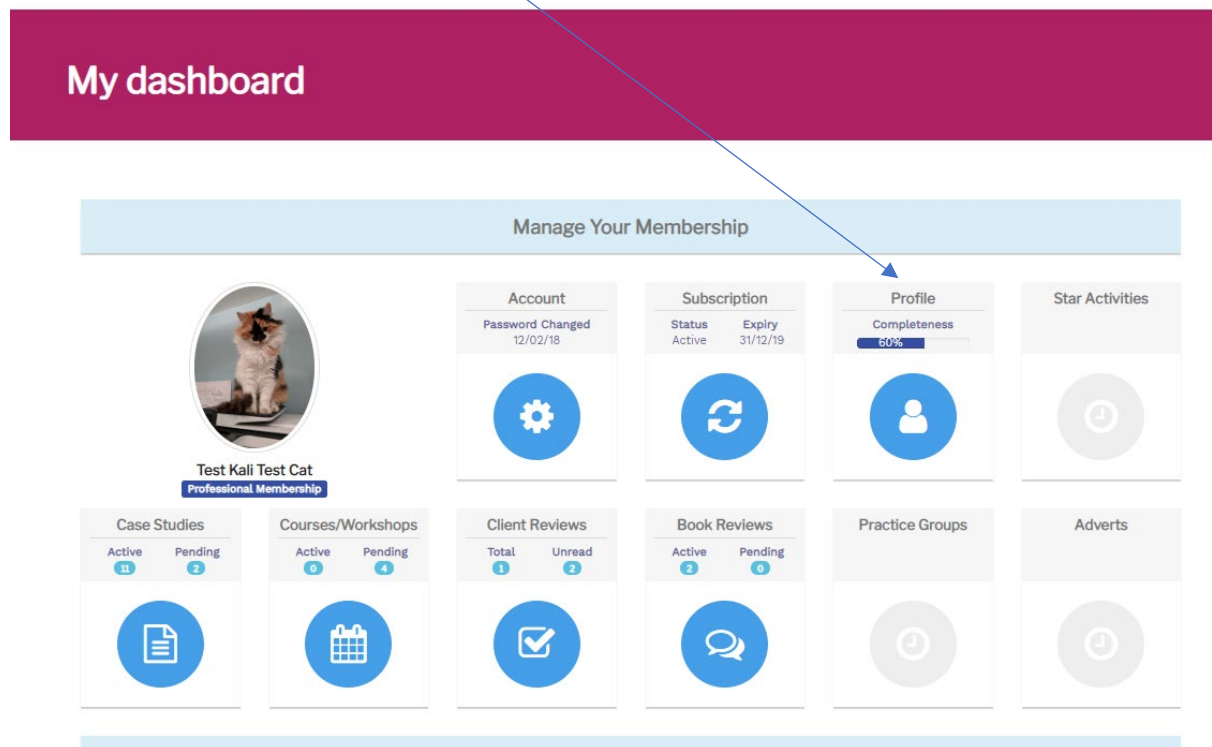 My dashboard
Manage Your Membership
Account
Password Changed
12/02/18
Subscription
Status Expiry
Active 31/12/19
Profile
Completeness
60%
Star Activities
Test Kali Test Cat
Professional Membership
Case Studies
Active Pending
11 2
Courses/Workshops
Active Pending
0 4
Client Reviews
Total Unread
1 2
Book Reviews
Active Pending
2 0
Practice Groups
Adverts